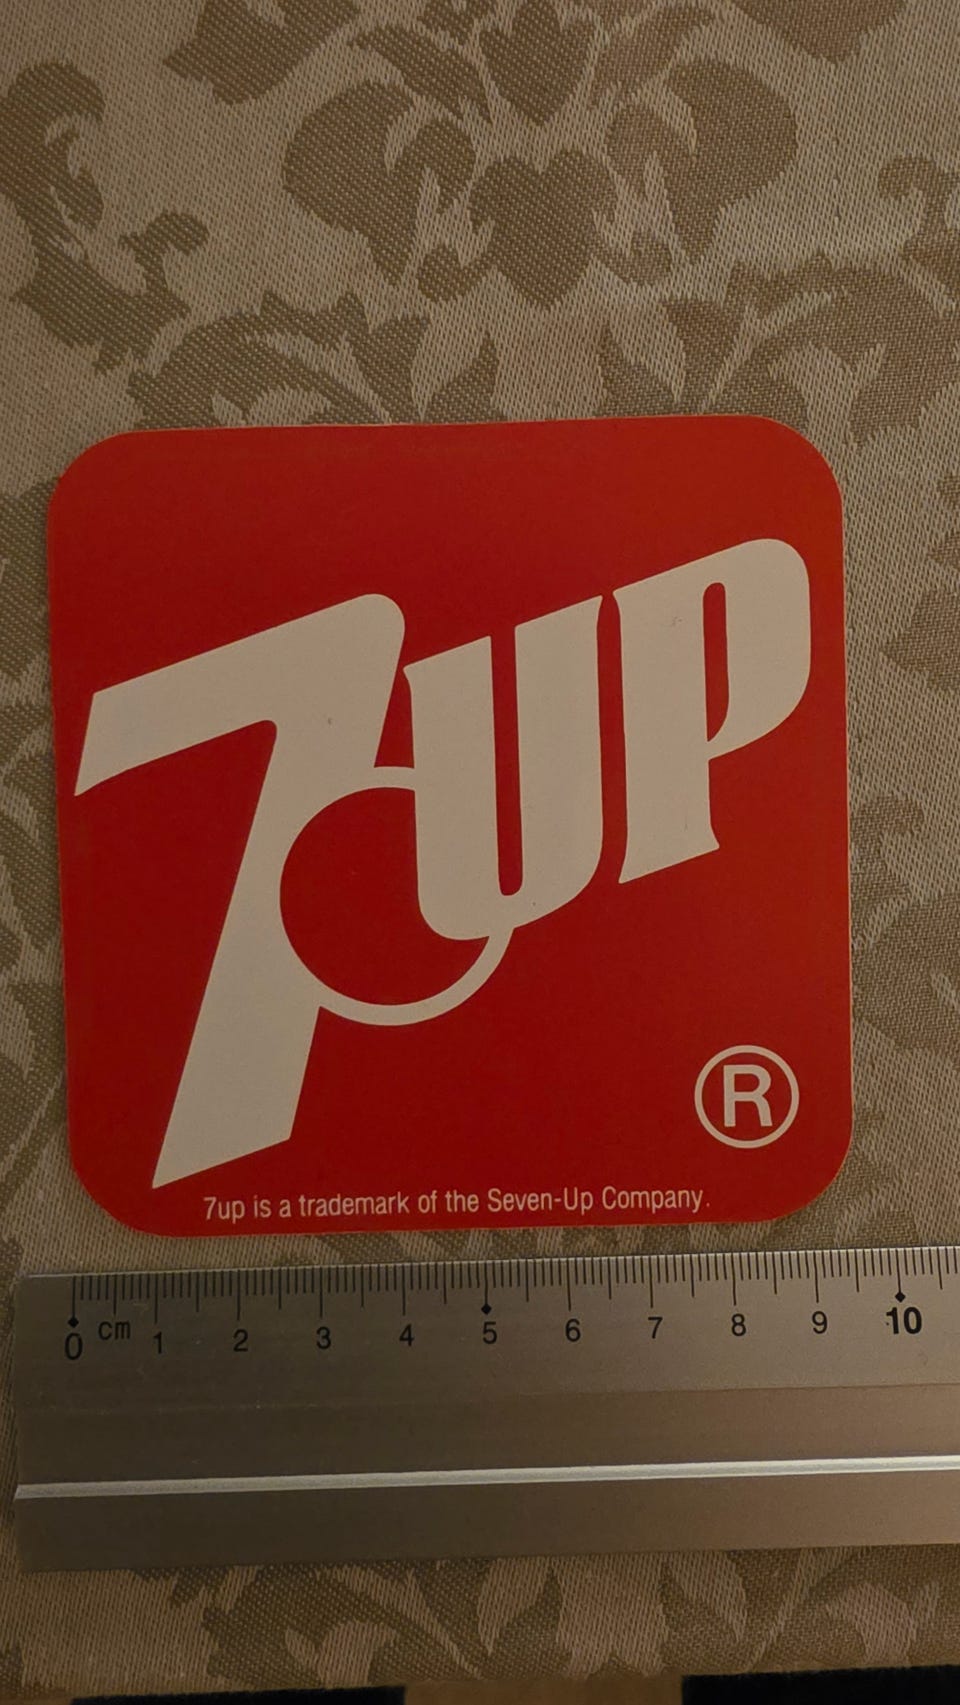 7UP
®
7up is a trademark of the Seven-Up Company.
0 cm 1 2 3 4 5 6 7 8 9 10